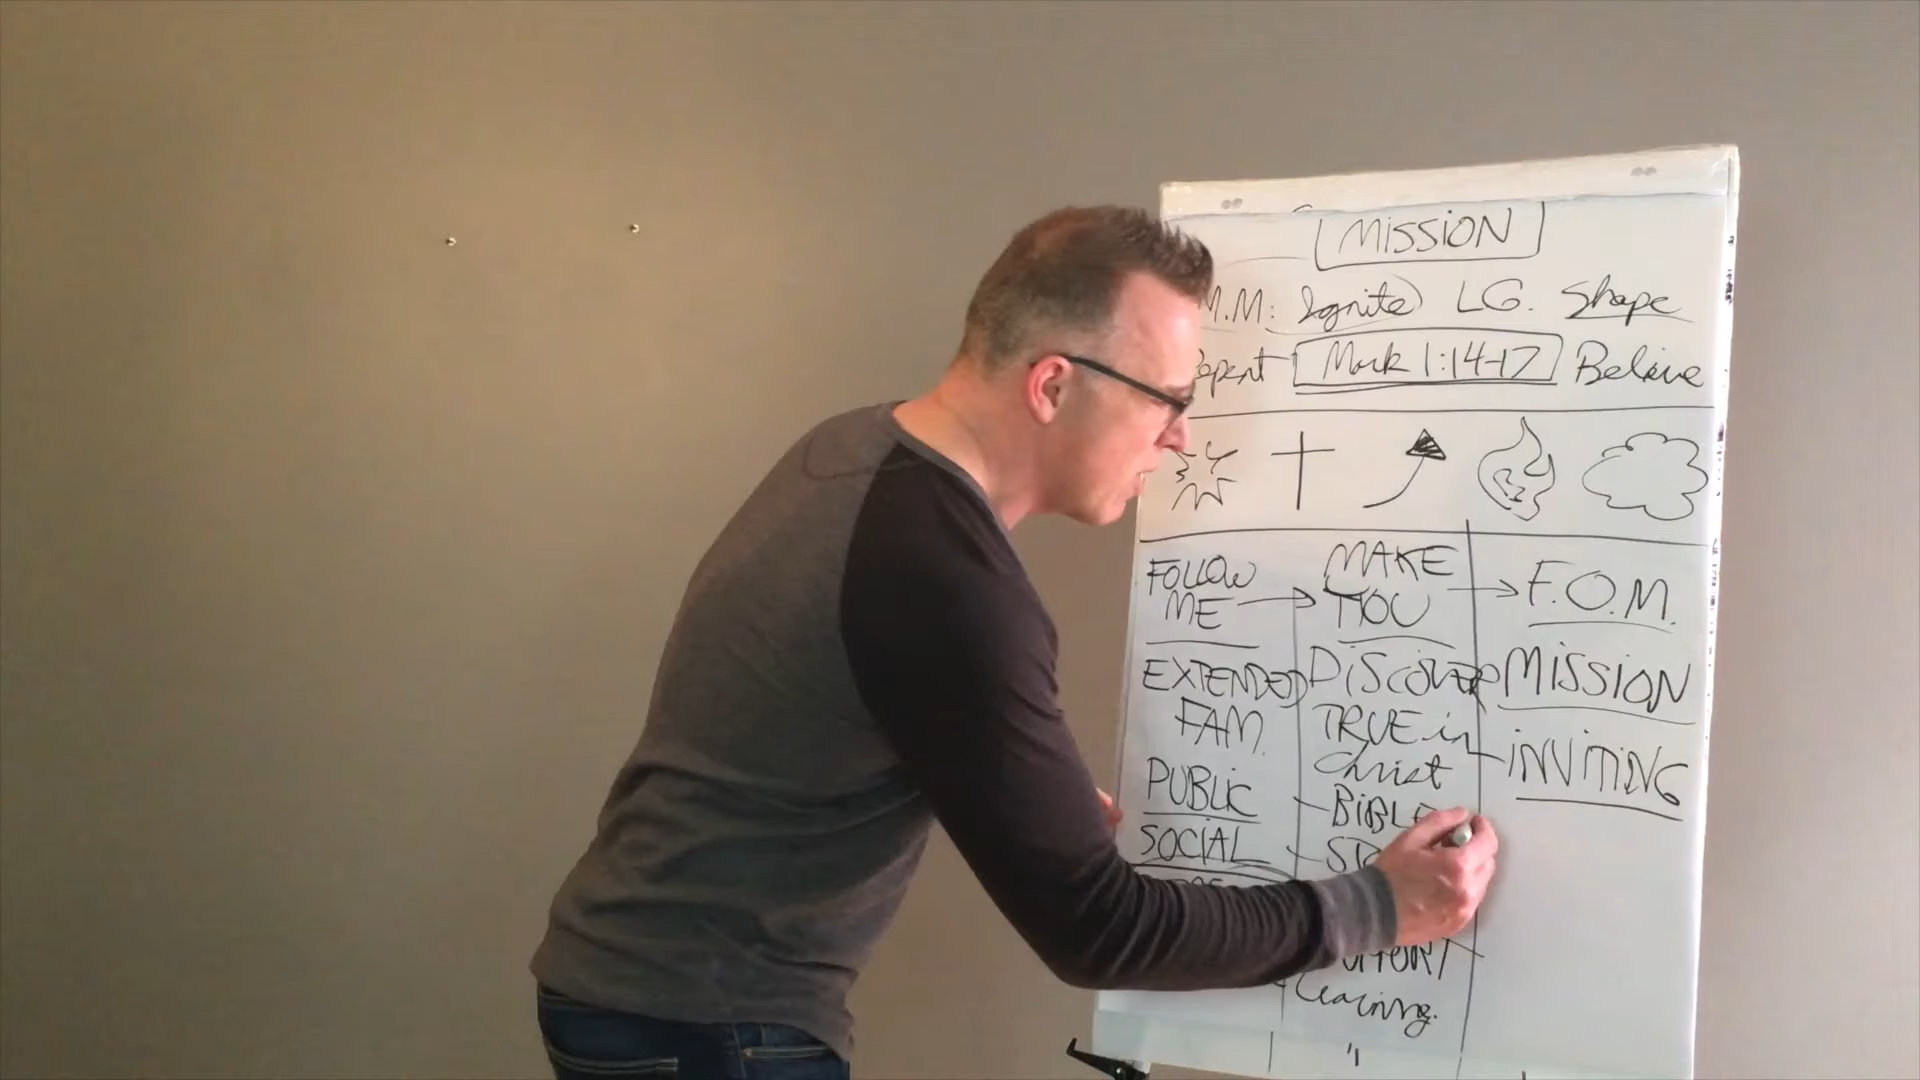 MISSION
M.M: Ignite LG. Shape
Repent Mark 1:14-17 Believe
FOLLOW
ME
EXTENDED
FAM.
PUBLIC
SOCIAL
MAKE
YOU
DISCOVER
TRUE in
Christ
- BIBLE
Learning.
F.O.M.
MISSION
- INVITING